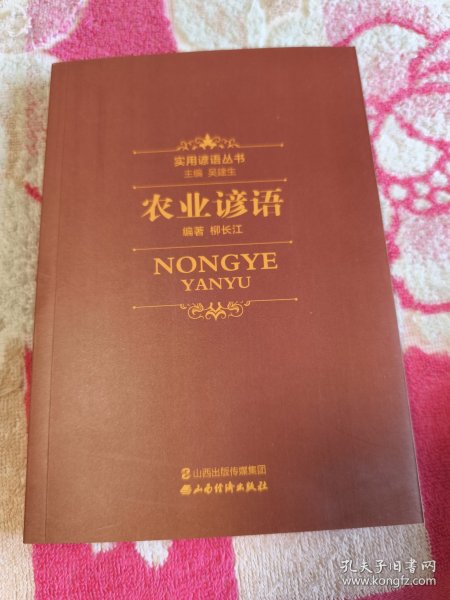 实用谚语丛书
主编 吴建生
农业谚语
编著 柳长江
NONGYE
YANYU
山西出版传媒集团
山西经济出版社
孔夫子旧书网
www.kongfz.com